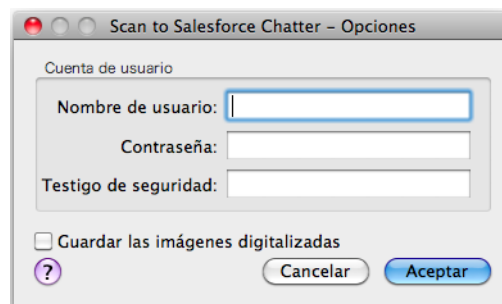 Scan to Salesforce Chatter – Opciones
Cuenta de usuario
Nombre de usuario:
Contraseña:
Testigo de seguridad:
Guardar las imágenes digitalizadas
? Cancelar Aceptar